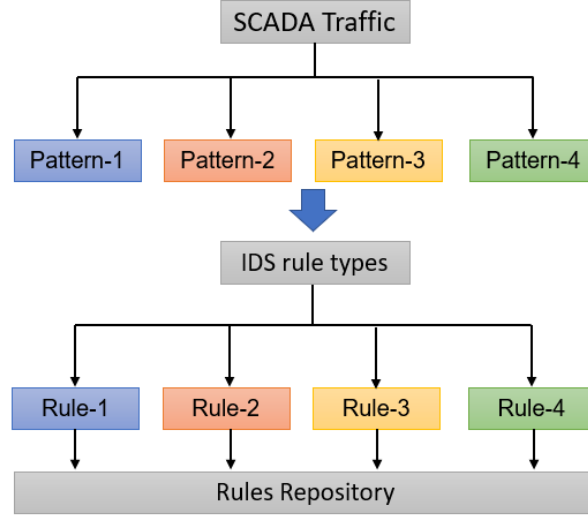 SCADA Traffic
Pattern-1
Pattern-2
Pattern-3
Pattern-4
IDS rule types
Rule-1
Rule-2
Rule-3
Rule-4
Rules Repository